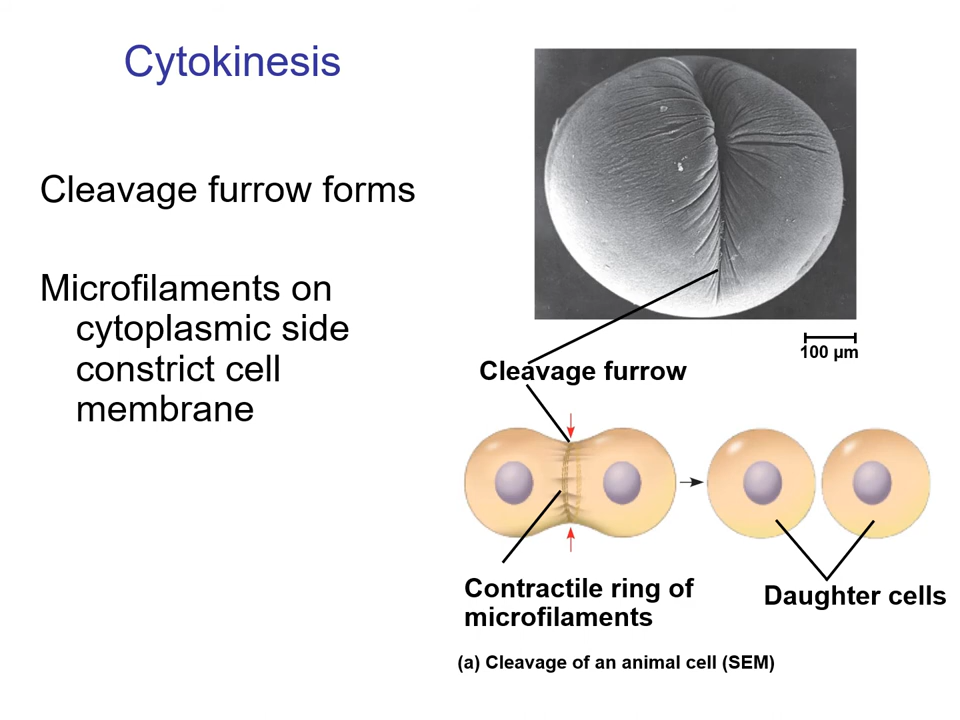 Cytokinesis
Cleavage furrow forms
Microfilaments on
cytoplasmic side
constrict cell
membrane
100 µm
Cleavage furrow
Contractile ring of
microfilaments
Daughter cells
(a) Cleavage of an animal cell (SEM)